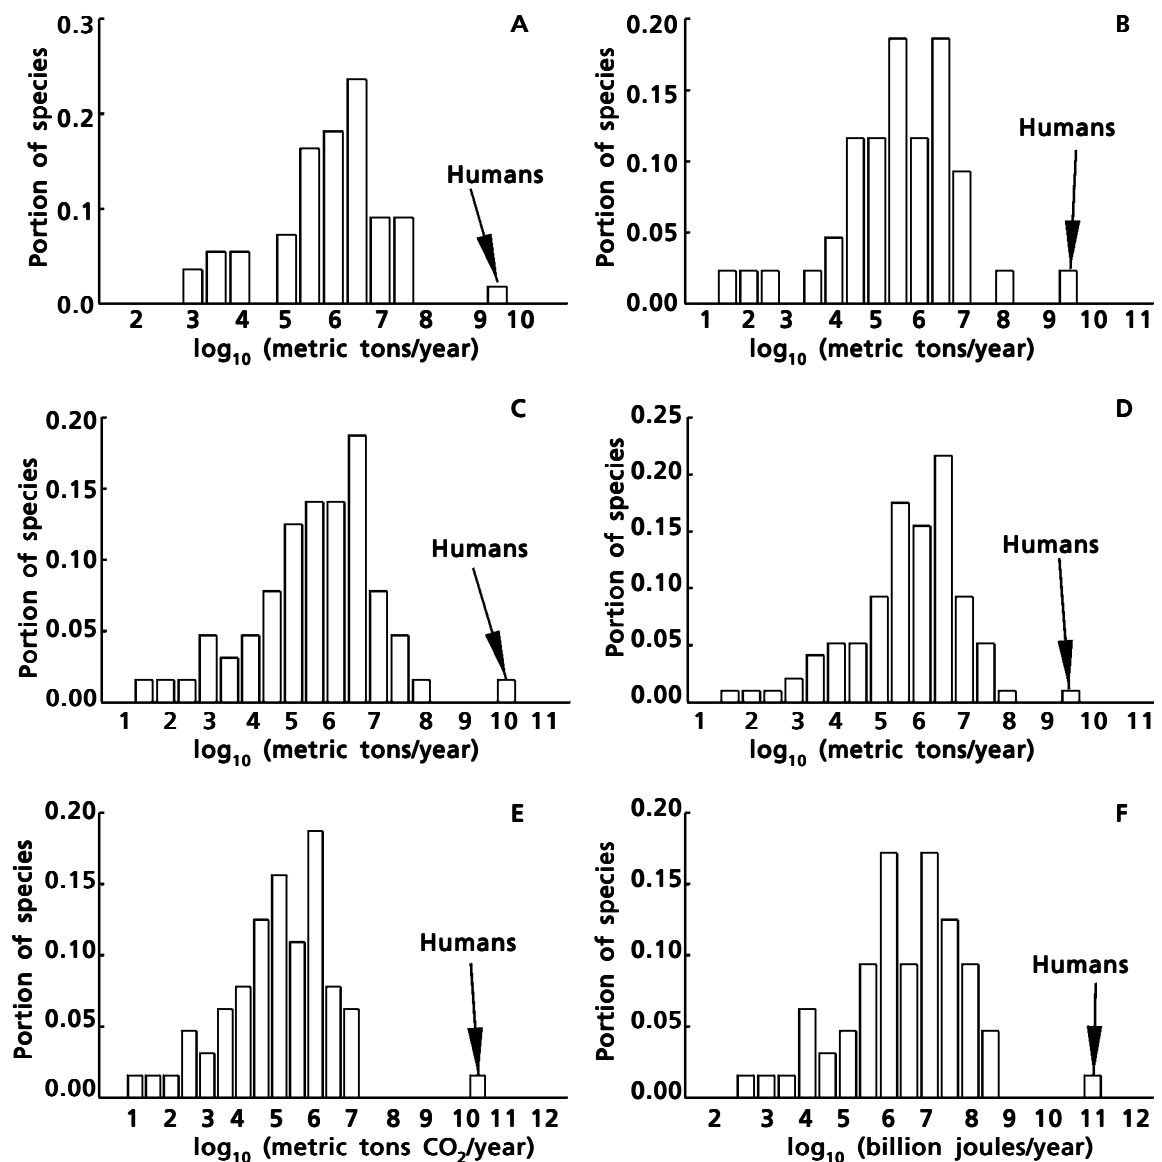 A
Portion of species
0.3
0.2
0.1
0.0
Humans
2 3 4 5 6 7 8 9 10
log10 (metric tons/year)
B
Portion of species
0.20
0.15
0.10
0.05
0.00
Humans
1 2 3 4 5 6 7 8 9 10 11
log10 (metric tons/year)
C
Portion of species
0.20
0.15
0.10
0.05
0.00
Humans
1 2 3 4 5 6 7 8 9 10 11
log10 (metric tons/year)
D
Portion of species
0.25
0.20
0.15
0.10
0.05
0.00
Humans
1 2 3 4 5 6 7 8 9 10 11
log10 (metric tons/year)
E
Portion of species
0.20
0.15
0.10
0.05
0.00
Humans
1 2 3 4 5 6 7 8 9 10 11 12
log10 (metric tons CO2/year)
F
Portion of species
0.20
0.15
0.10
0.05
0.00
Humans
2 3 4 5 6 7 8 9 10 11 12
log10 (billion joules/year)